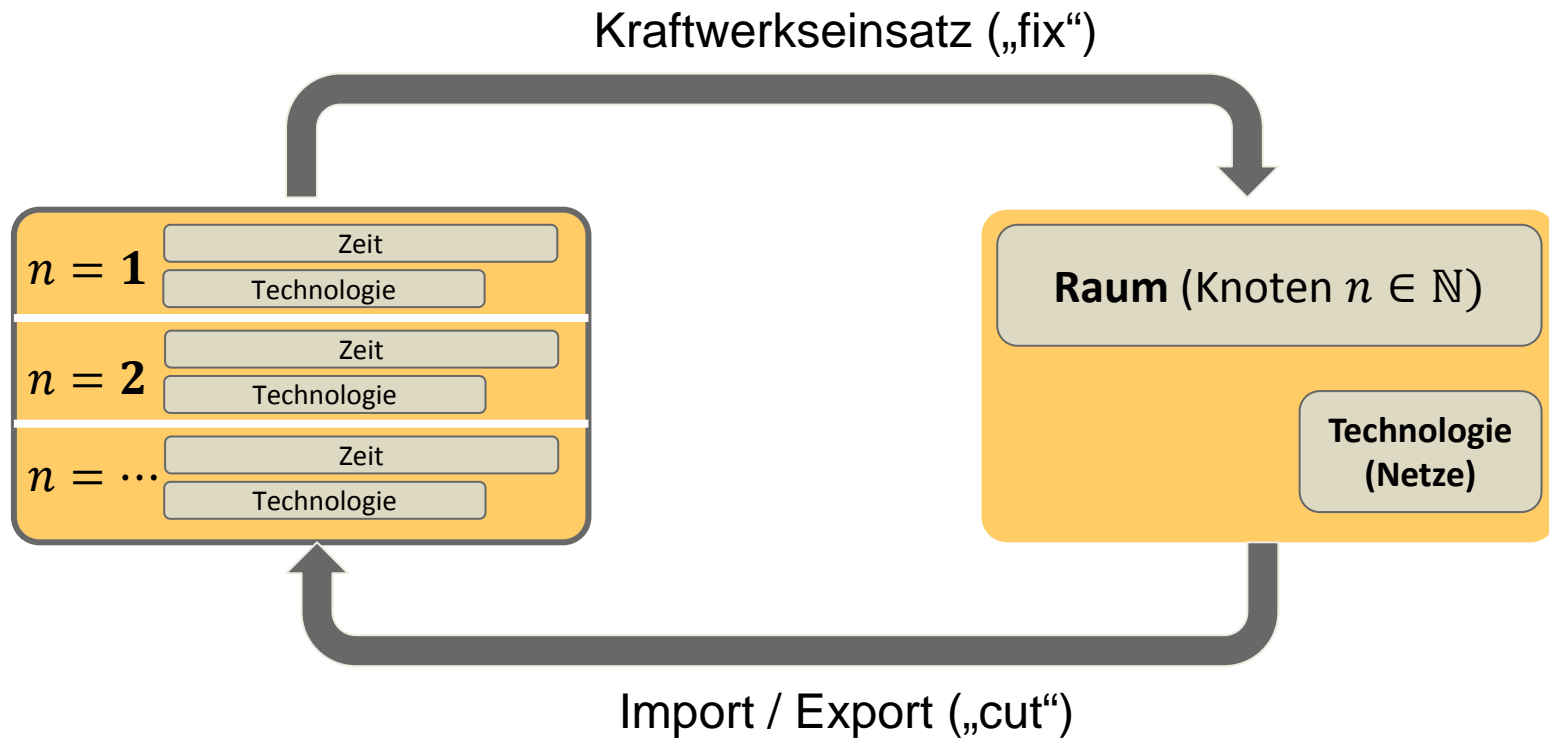 Kraftwerkseinsatz („fix“)
n = 1
Zeit
Technologie
n = 2
Zeit
Technologie
n = ⋯
Zeit
Technologie
Raum (Knoten n ∈ ℕ)
Technologie
(Netze)
Import / Export („cut“)